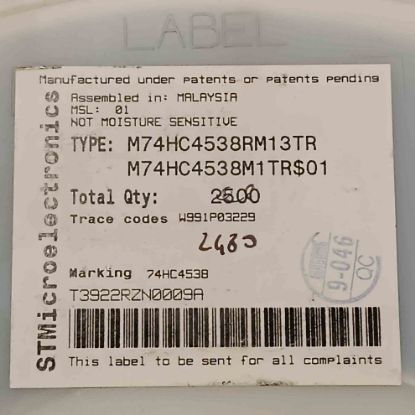 LABEL
Manufactured under patents or patents pending
STMicroelectronics
Assembled in: MALAYSIA
MSL: 01
NOT MOISTURE SENSITIVE
TYPE: M74HC4538RM13TR
M74HC4538M1TR$01
Total Qty: 2500
Trace codes W991P03229
2480
Marking 74HC4538
T3922RZN0009A
9-046
QC
This label to be sent for all complaints